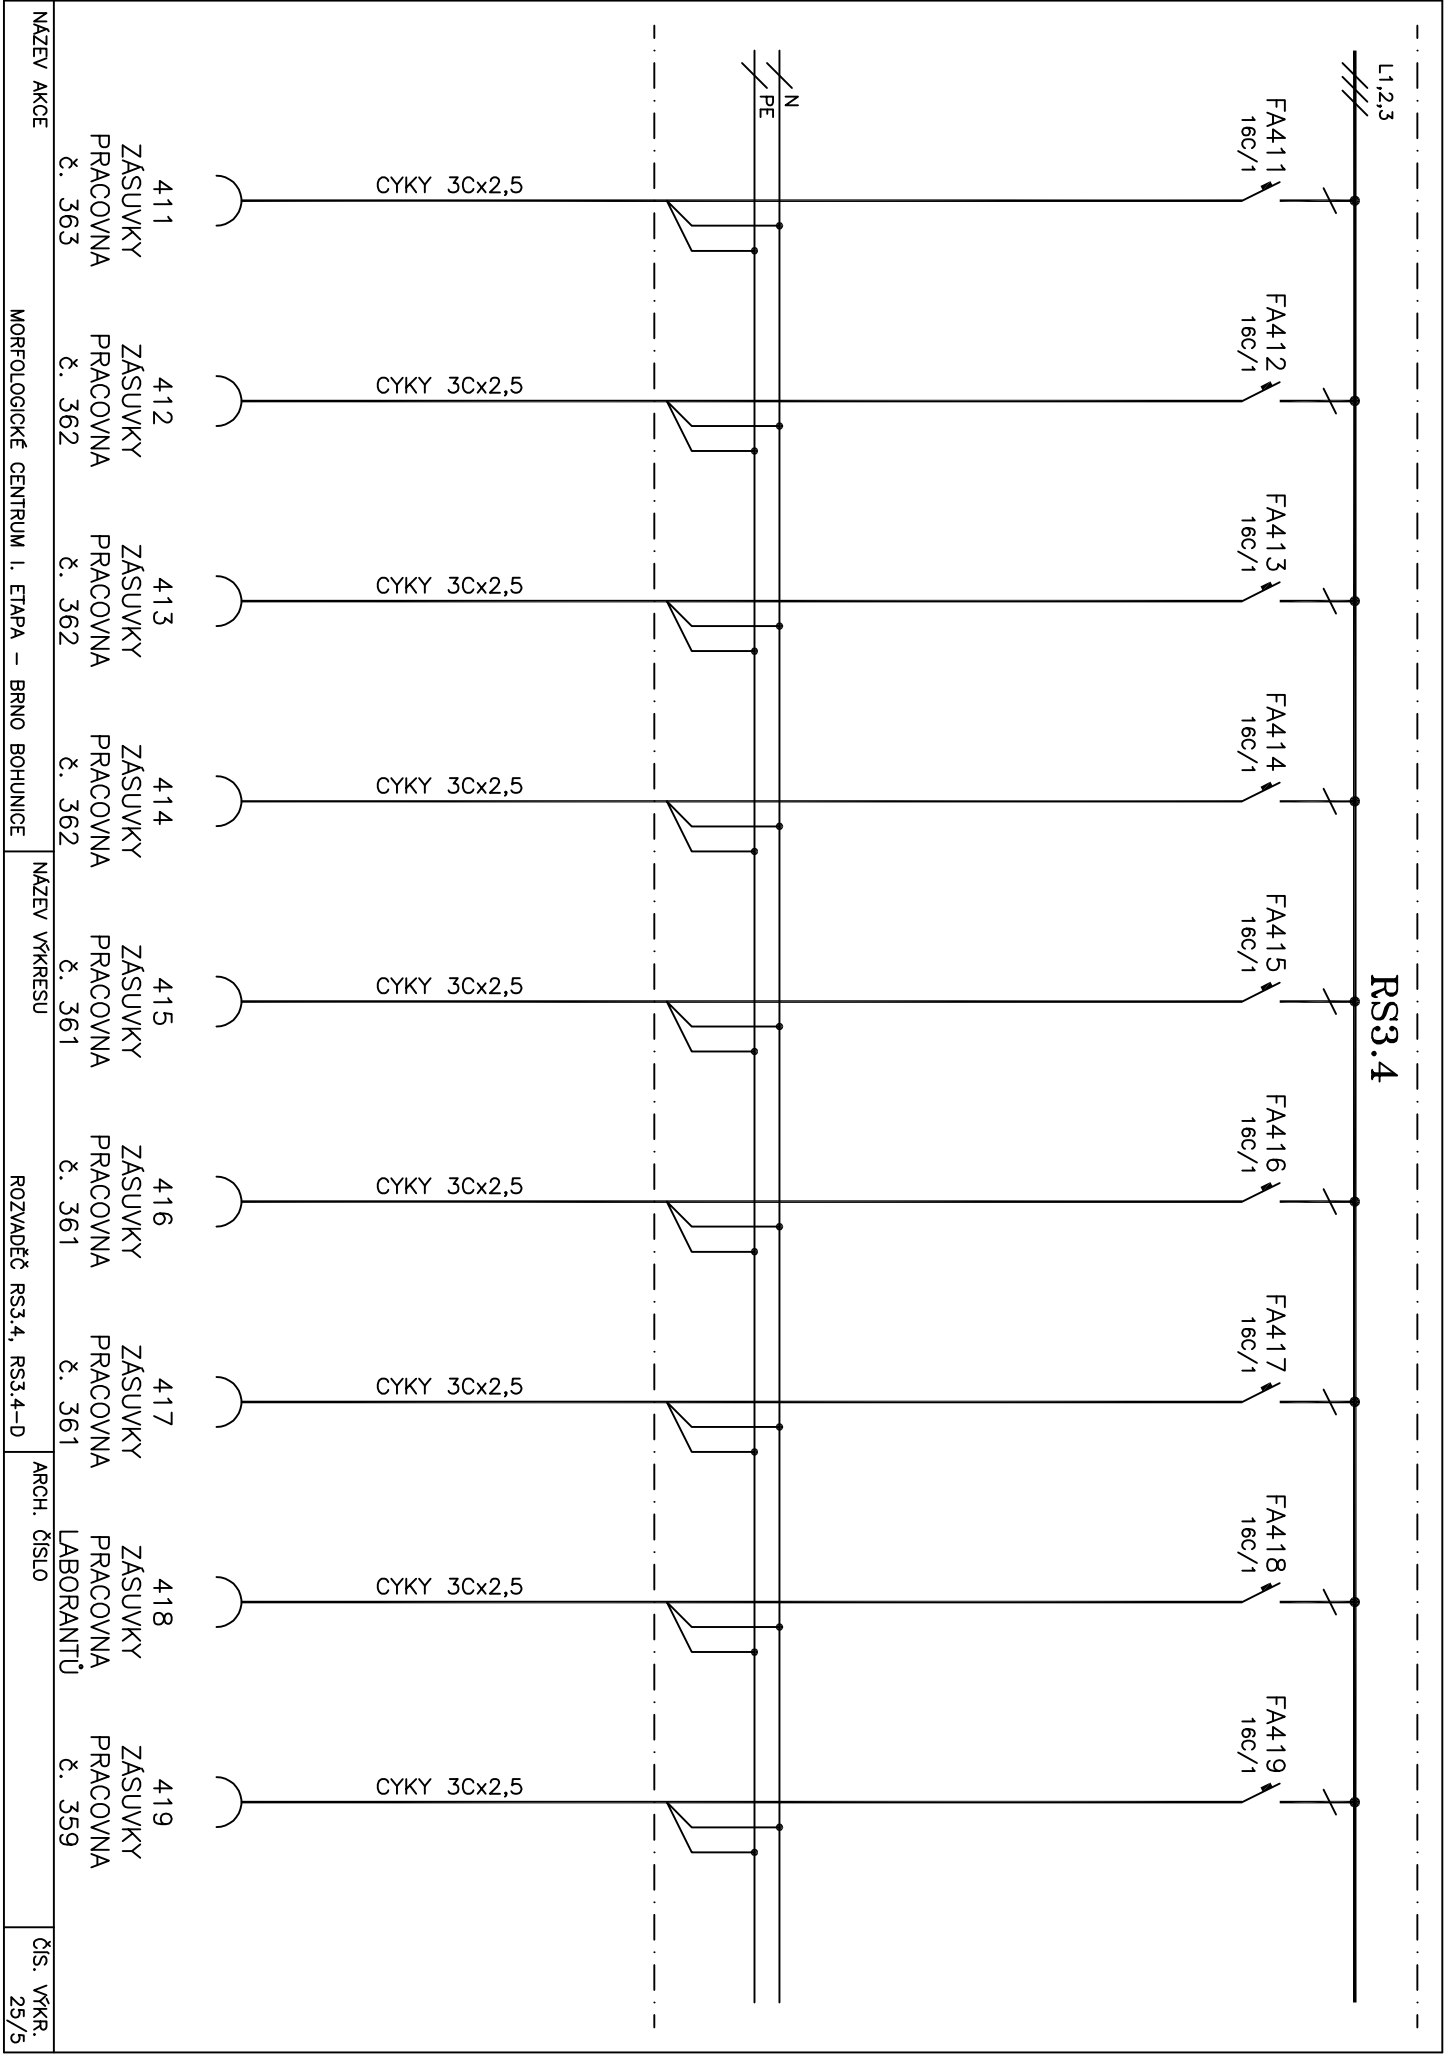 RS3.4
L1,2,3
FA411
16C/1
FA412
16C/1
FA413
16C/1
FA414
16C/1
FA415
16C/1
FA416
16C/1
FA417
16C/1
FA418
16C/1
FA419
16C/1
N
PE
CYKY 3Cx2,5
CYKY 3Cx2,5
CYKY 3Cx2,5
CYKY 3Cx2,5
CYKY 3Cx2,5
CYKY 3Cx2,5
CYKY 3Cx2,5
CYKY 3Cx2,5
CYKY 3Cx2,5
411
ZÁSUVKY
PRACOVNA
č. 363
412
ZÁSUVKY
PRACOVNA
č. 362
413
ZÁSUVKY
PRACOVNA
č. 362
414
ZÁSUVKY
PRACOVNA
č. 362
415
ZÁSUVKY
PRACOVNA
č. 361
416
ZÁSUVKY
PRACOVNA
č. 361
417
ZÁSUVKY
PRACOVNA
č. 361
418
ZÁSUVKY
PRACOVNA
LABORANTŮ
419
ZÁSUVKY
PRACOVNA
č. 359
NÁZEV AKCE
MORFOLOGICKÉ CENTRUM I. ETAPA – BRNO BOHUNICE
NÁZEV VÝKRESU
ROZVADĚČ RS3.4, RS3.4–D
ARCH. ČÍSLO
ČÍS. VÝKR.
25/5